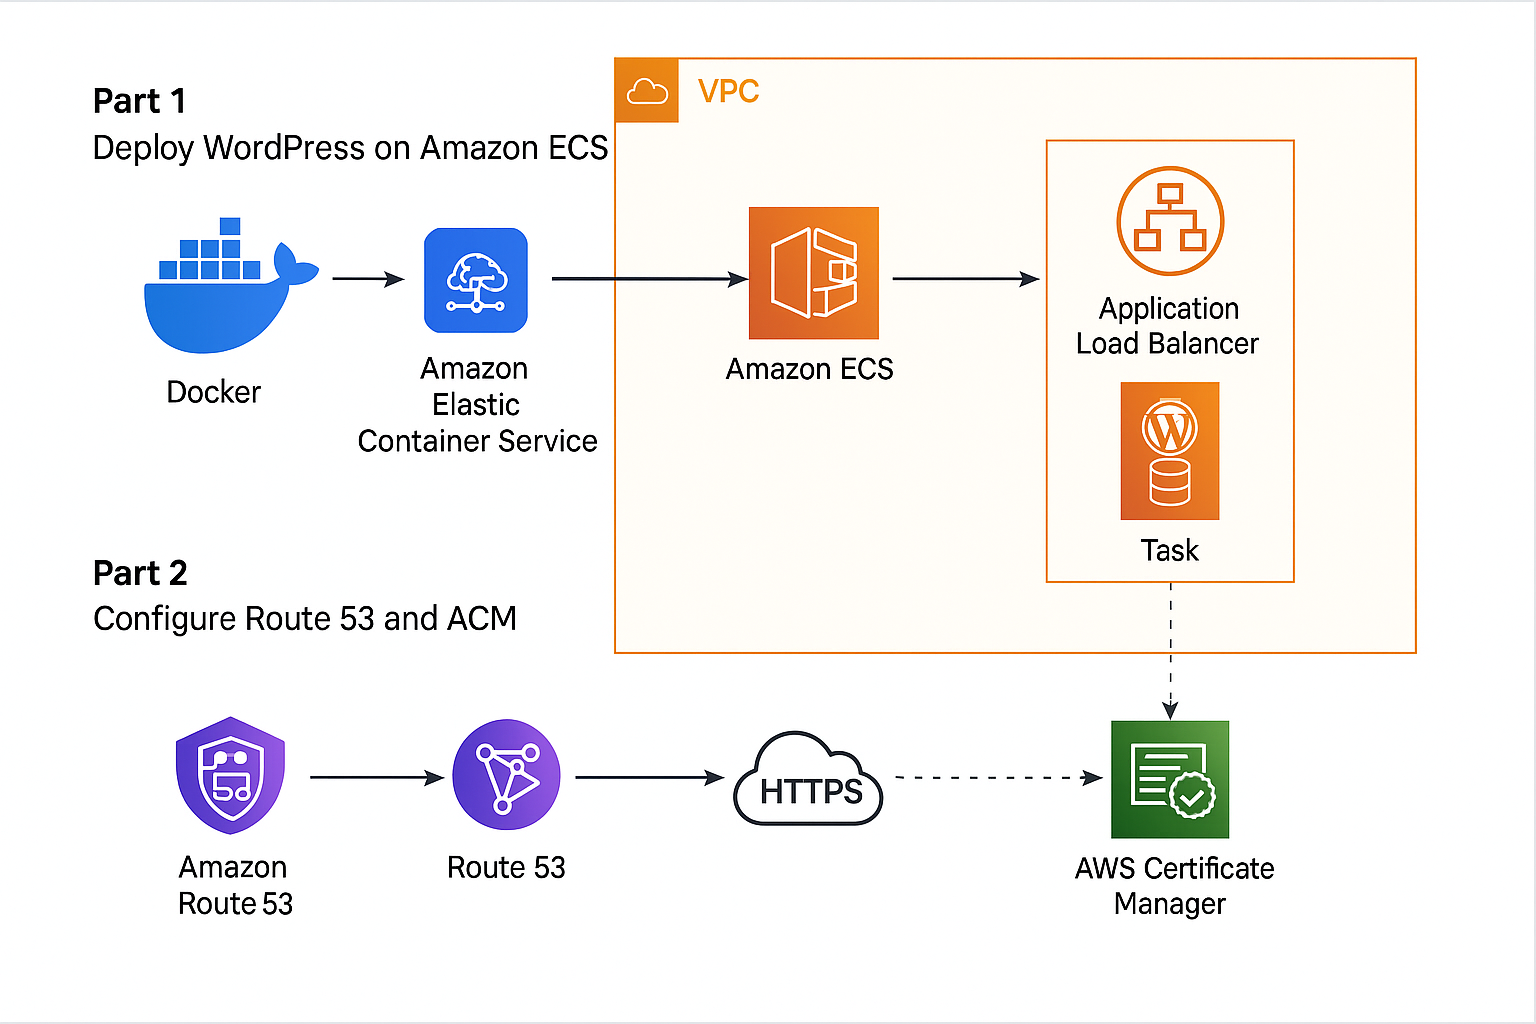 Part 1
Deploy WordPress on Amazon ECS
VPC
Docker
Amazon
Elastic
Container Service
Amazon ECS
Application
Load Balancer
W
Task
Part 2
Configure Route 53 and ACM
Amazon
Route 53
Route 53
HTTPS
AWS Certificate
Manager